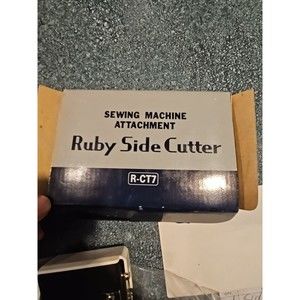 SEWING MACHINE
ATTACHMENT
Ruby Side Cutter
R-CT7